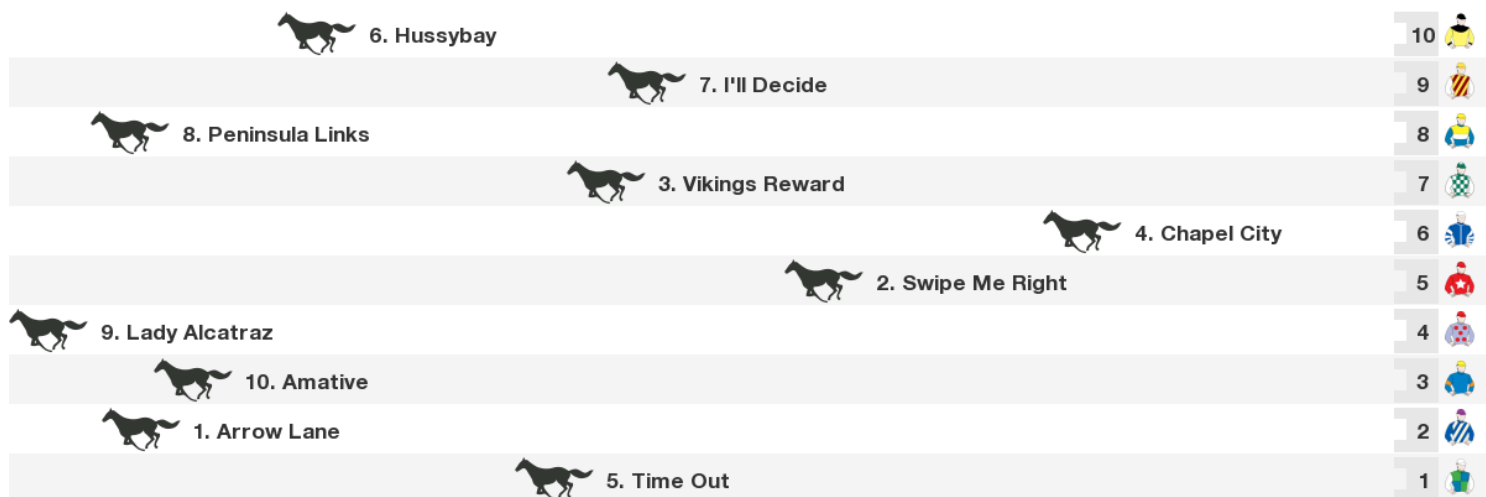 6. Hussybay 10
7. I'll Decide 9
8. Peninsula Links 8
3. Vikings Reward 7
4. Chapel City 6
2. Swipe Me Right 5
9. Lady Alcatraz 4
10. Amative 3
1. Arrow Lane 2
5. Time Out 1